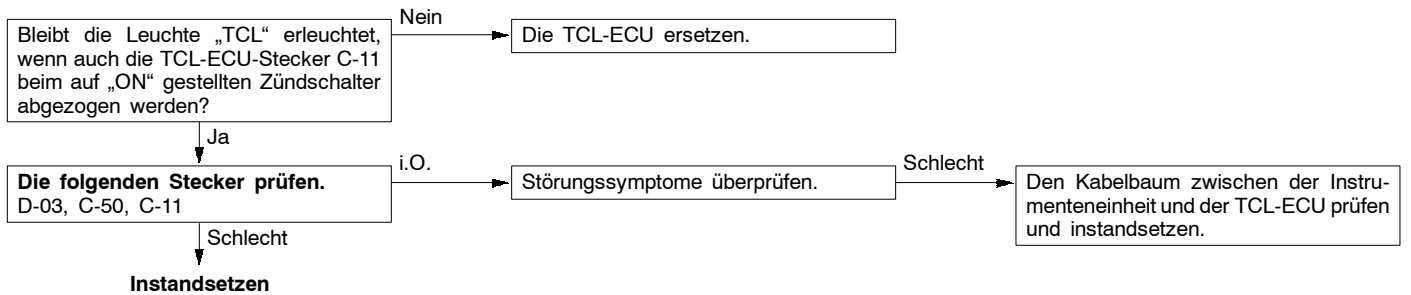 Bleibt die Leuchte „TCL“ erleuchtet,
wenn auch die TCL-ECU-Stecker C-11
beim auf „ON“ gestellten Zündschalter
abgezogen werden?
Nein
Die TCL-ECU ersetzen.
Ja
Die folgenden Stecker prüfen.
D-03, C-50, C-11
i.O.
Störungssymptome überprüfen.
Schlecht
Den Kabelbaum zwischen der Instru-
menteneinheit und der TCL-ECU prüfen
und instandsetzen.
Schlecht
Instandsetzen